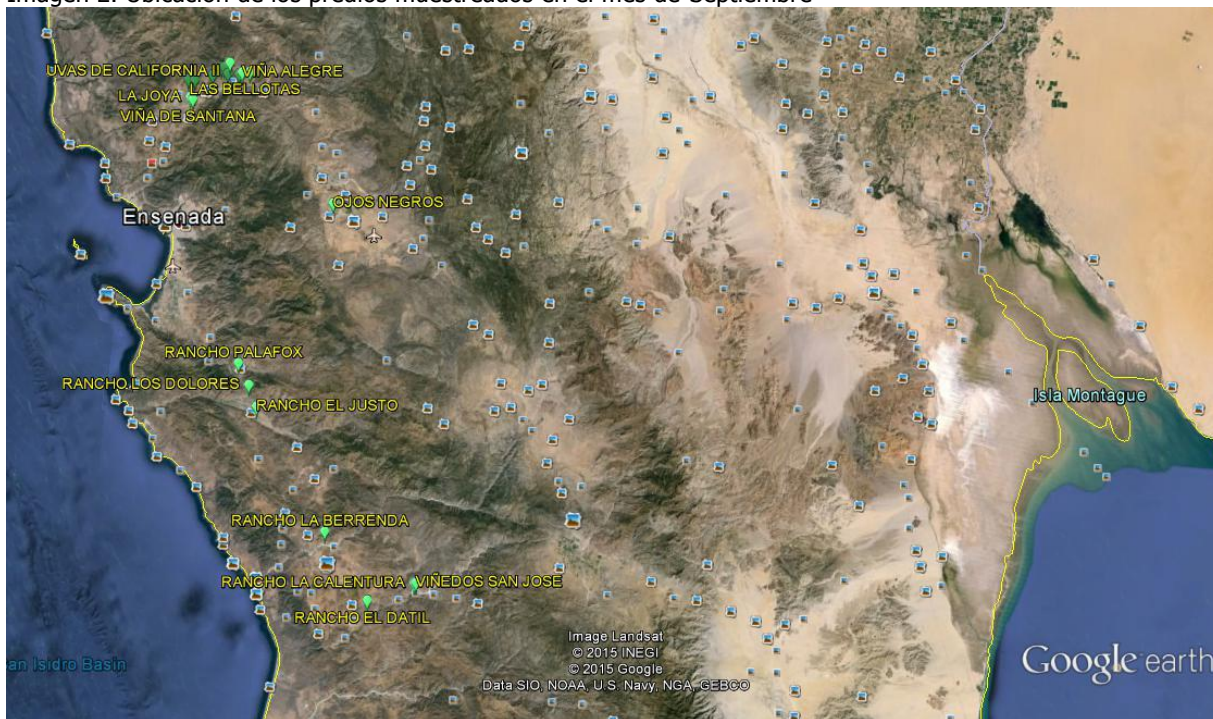 Imagen 2. Ubicación de los predios muestreados en el mes de Septiembre
UVAS DE CALIFORNIA II
VIÑA ALEGRE
LAS BELLOTAS
LA JOYA
VIÑA DE SANTANA
OJOS NEGROS
Ensenada
RANCHO PALAFOX
RANCHO LOS DOLORES
RANCHO EL JUSTO
Isla Montague
RANCHO LA BERRENDA
RANCHO LA CALENTURA
VIÑEDOS SAN JOSE
RANCHO EL DATIL
an Isidro Basin
Image Landsat
© 2015 INEGI
© 2015 Google
Data SIO, NOAA, U.S. Navy, NGA, GEBCO
Google earth